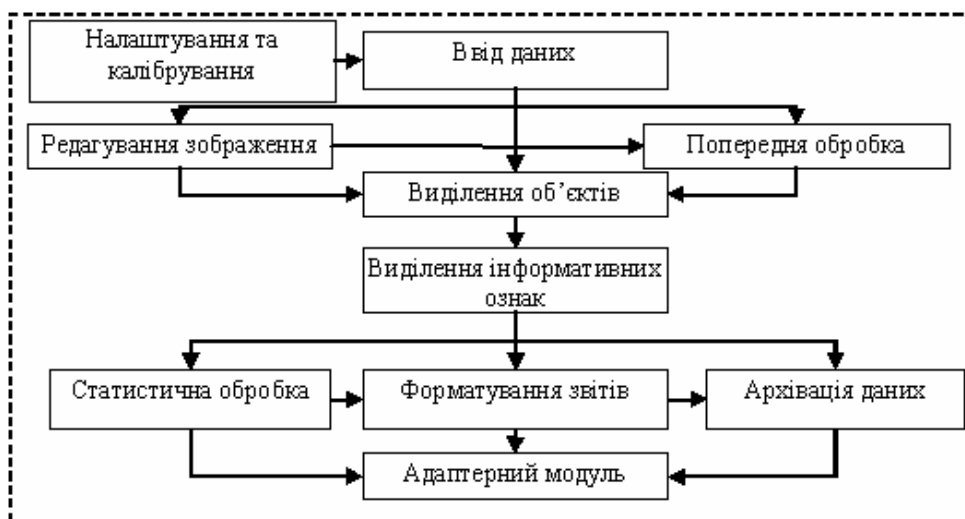 Налаштування та
калібрування
Ввід даних
Редагування зображення
Попередня обробка
Виділення об’єктів
Виділення інформативних
ознак
Статистична обробка
Форматування звітів
Архівація даних
Адаптерний модуль